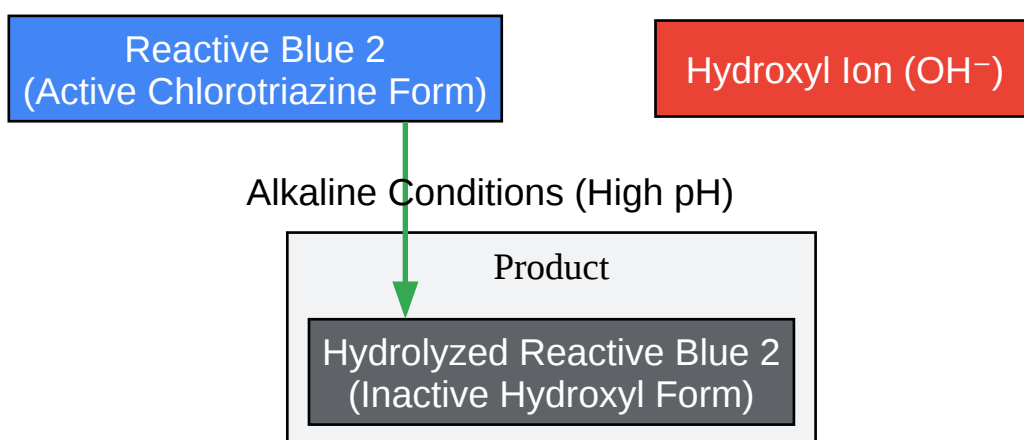 Reactive Blue 2
(Active Chlorotriazine Form)
Hydroxyl Ion (OH⁻)
Alkaline Conditions (High pH)
Product
Hydrolyzed Reactive Blue 2
(Inactive Hydroxyl Form)